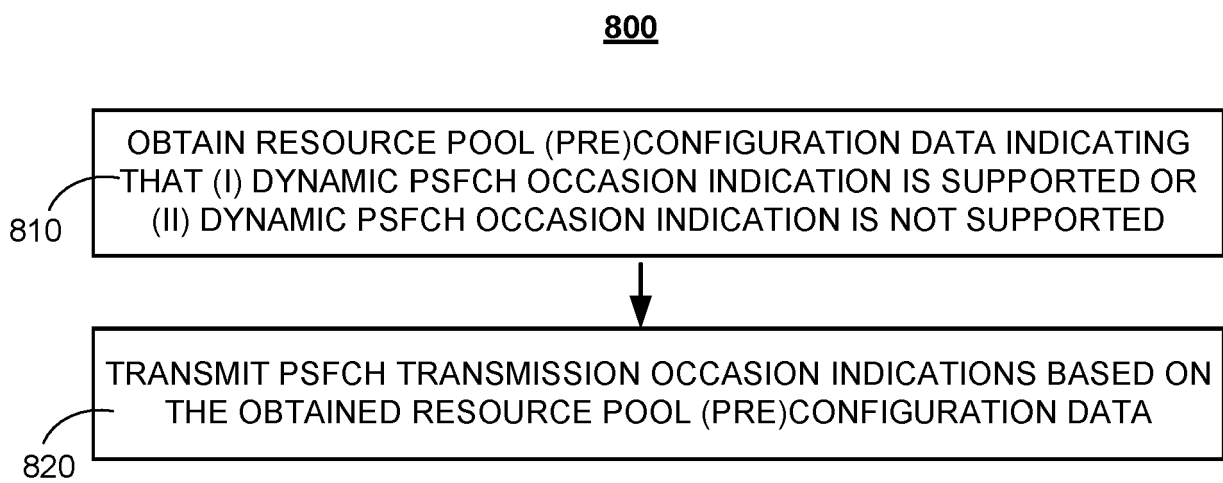 800
OBTAIN RESOURCE POOL (PRE)CONFIGURATION DATA INDICATING
THAT (I) DYNAMIC PSFCH OCCASION INDICATION IS SUPPORTED OR
(II) DYNAMIC PSFCH OCCASION INDICATION IS NOT SUPPORTED
810
TRANSMIT PSFCH TRANSMISSION OCCASION INDICATIONS BASED ON
THE OBTAINED RESOURCE POOL (PRE)CONFIGURATION DATA
820